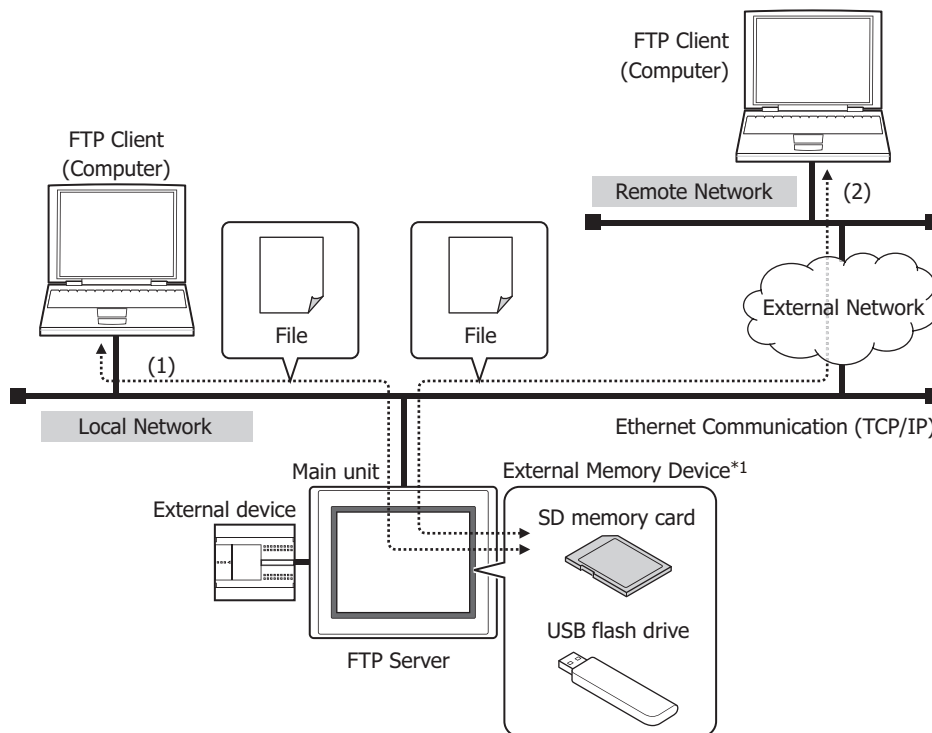 FTP Client
(Computer)
FTP Client
(Computer)
Remote Network
(2)
External Network
File
File
(1)
Local Network
Ethernet Communication (TCP/IP)
Main unit
External Memory Device*1
External device
SD memory card
USB flash drive
FTP Server